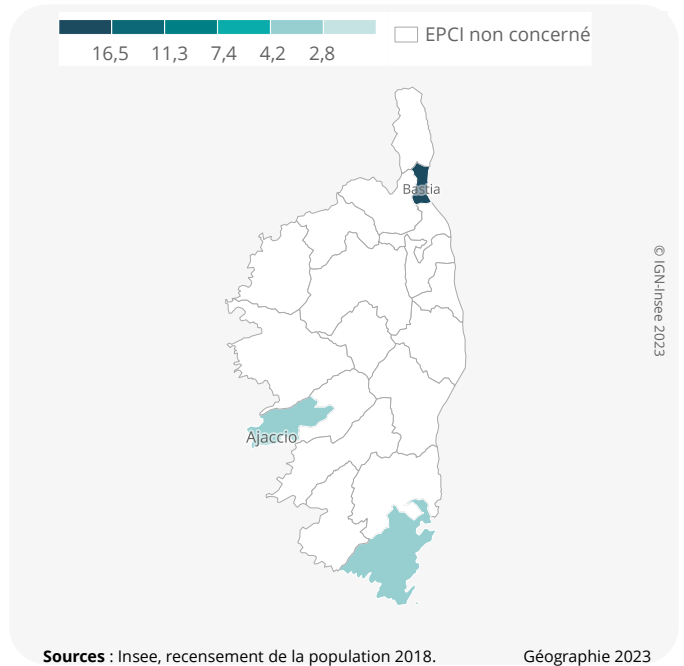 16,5 11,3 7,4 4,2 2,8
EPCI non concerné
Bastia
© IGN-Insee 2023
Ajaccio
Sources : Insee, recensement de la population 2018.
Géographie 2023